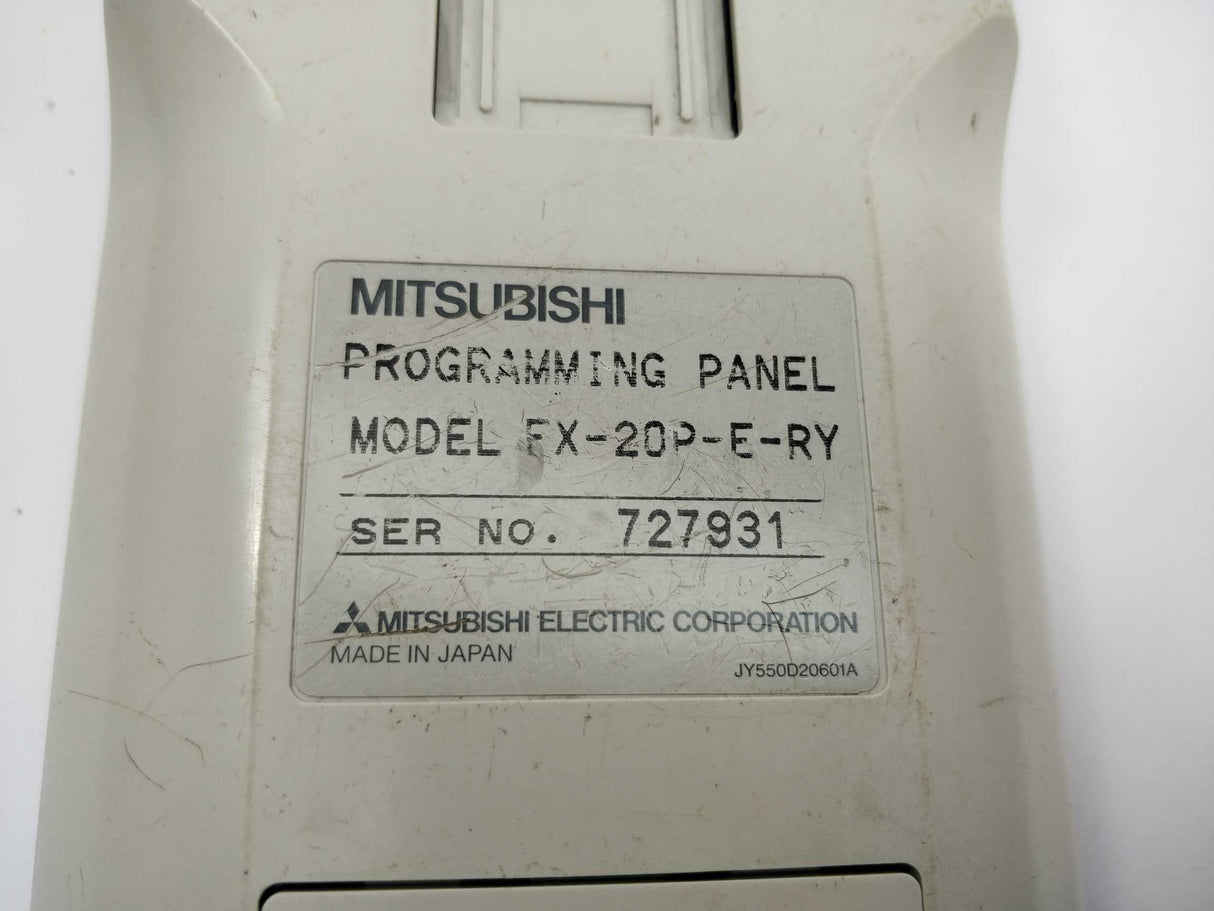 MITSUBISHI
PROGRAMMING PANEL
MODEL FX-20P-E-RY
SER NO. 727931
MITSUBISHI ELECTRIC CORPORATION
MADE IN JAPAN
JY550D20601A